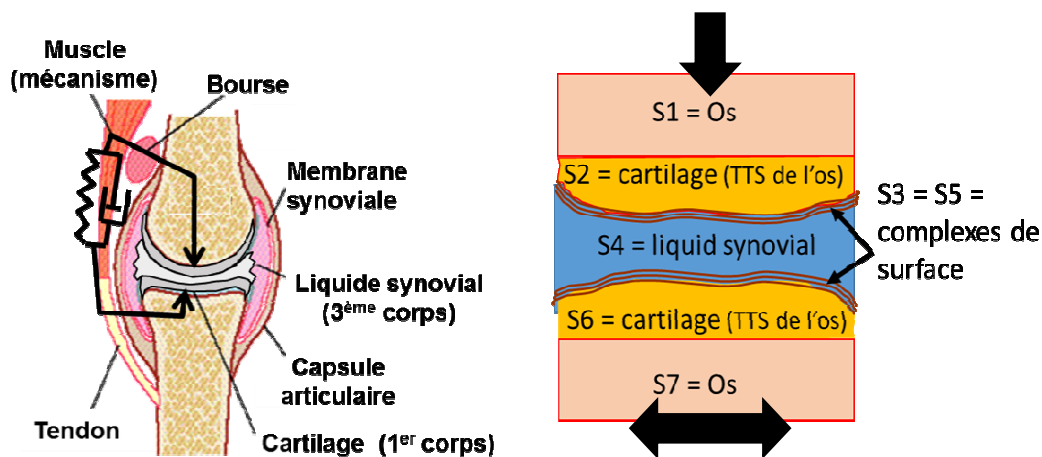 Muscle
(mécanisme)
Bourse
Membrane
synoviale
Liquide synovial
(3ème corps)
Capsule
articulaire
Cartilage (1er corps)
Tendon
S1 = Os
S2 = cartilage (TTS de l'os)
S3 = S5 =
complexes de
surface
S4 = liquid synovial
S6 = cartilage (TTS de l'os)
S7 = Os